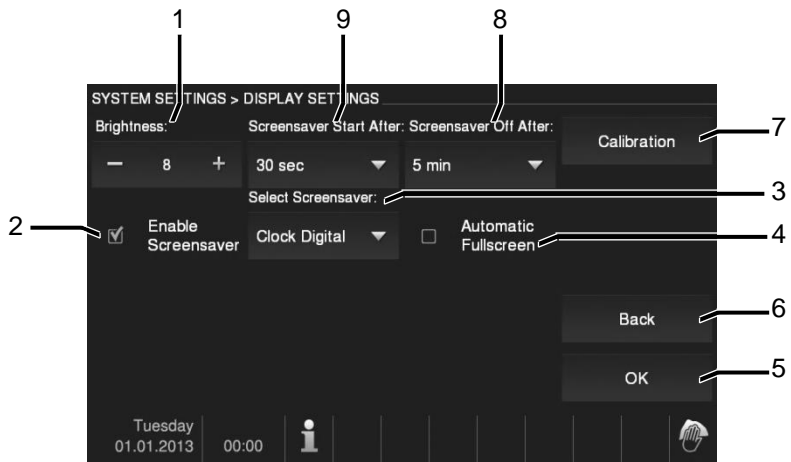 1 9 8
SYSTEM SETTINGS > DISPLAY SETTINGS
Brightness: Screensaver Start After: Screensaver Off After:
Calibration 7
− 8 + 30 sec 5 min
Select Screensaver: 3
2 Enable Screensaver Clock Digital Automatic Fullscreen 4
Back 6
OK 5
Tuesday
01.01.2013 00:00 i